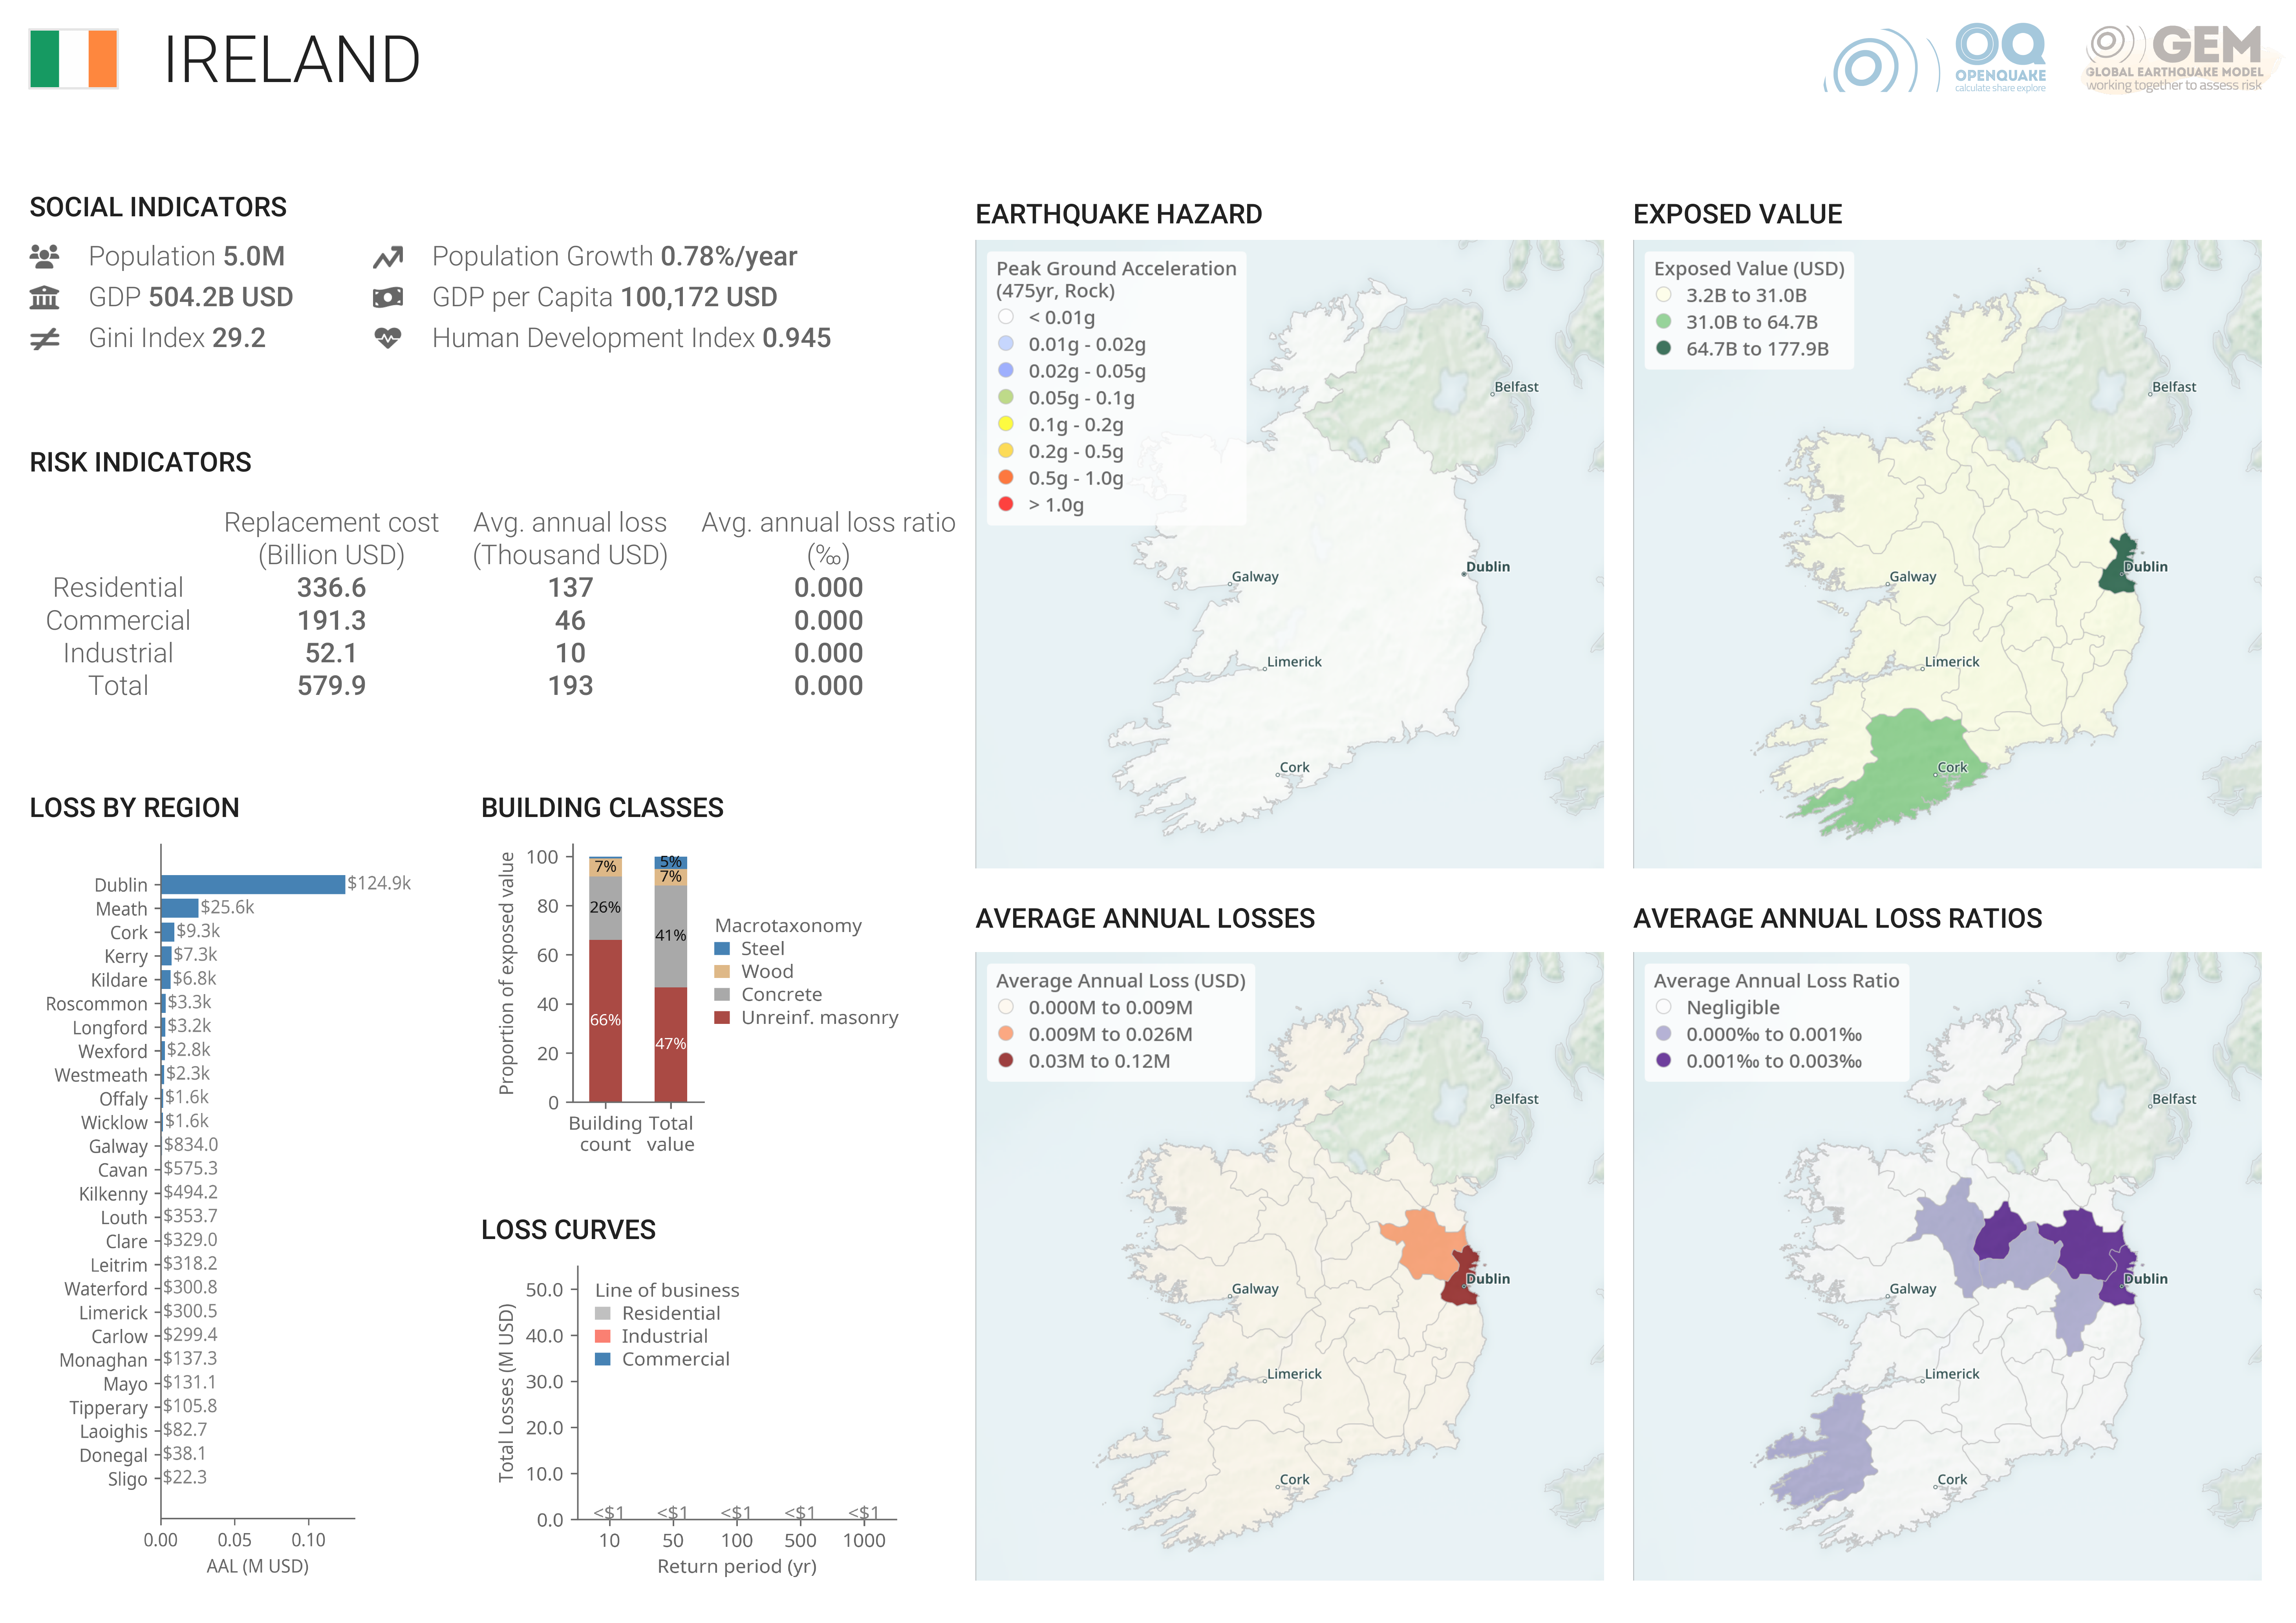 IRELAND
OQ
OPENQUAKE
calculate share explore
GEM
GLOBAL EARTHQUAKE MODEL
working together to assess risk
SOCIAL INDICATORS
Population 5.0M
Population Growth 0.78%/year
GDP 504.2B USD
GDP per Capita 100,172 USD
Gini Index 29.2
Human Development Index 0.945
RISK INDICATORS
Replacement cost Avg. annual loss Avg. annual loss ratio
(Billion USD) (Thousand USD) (‰)
Residential 336.6 137 0.000
Commercial 191.3 46 0.000
Industrial 52.1 10 0.000
Total 579.9 193 0.000
LOSS BY REGION
Dublin $124.9k
Meath $25.6k
Cork $9.3k
Kerry $7.3k
Kildare $6.8k
Roscommon $3.3k
Longford $3.2k
Wexford $2.8k
Westmeath $2.3k
Offaly $1.6k
Wicklow $1.6k
Galway $834.0
Cavan $575.3
Kilkenny $494.2
Louth $353.7
Clare $329.0
Leitrim $318.2
Waterford $300.8
Limerick $300.5
Carlow $299.4
Monaghan $137.3
Mayo $131.1
Tipperary $105.8
Laoighis $82.7
Donegal $38.1
Sligo $22.3
0.00 0.05 0.10
AAL (M USD)
BUILDING CLASSES
Proportion of exposed value
100
80
60
40
20
0
7%
26%
66%
5%
7%
41%
47%
Building count
Total value
Macrotaxonomy
Steel
Wood
Concrete
Unreinf. masonry
LOSS CURVES
Total Losses (M USD)
50.0
40.0
30.0
20.0
10.0
0.0
Line of business
Residential
Industrial
Commercial
<$1 <$1 <$1 <$1 <$1
10 50 100 500 1000
Return period (yr)
EARTHQUAKE HAZARD
Peak Ground Acceleration
(475yr, Rock)
< 0.01g
0.01g - 0.02g
0.02g - 0.05g
0.05g - 0.1g
0.1g - 0.2g
0.2g - 0.5g
0.5g - 1.0g
> 1.0g
Belfast
Dublin
Galway
Limerick
Cork
EXPOSED VALUE
Exposed Value (USD)
3.2B to 31.0B
31.0B to 64.7B
64.7B to 177.9B
Belfast
Dublin
Galway
Limerick
Cork
AVERAGE ANNUAL LOSSES
Average Annual Loss (USD)
0.000M to 0.009M
0.009M to 0.026M
0.03M to 0.12M
Belfast
Dublin
Galway
Limerick
Cork
AVERAGE ANNUAL LOSS RATIOS
Average Annual Loss Ratio
Negligible
0.000‰ to 0.001‰
0.001‰ to 0.003‰
Belfast
Dublin
Galway
Limerick
Cork